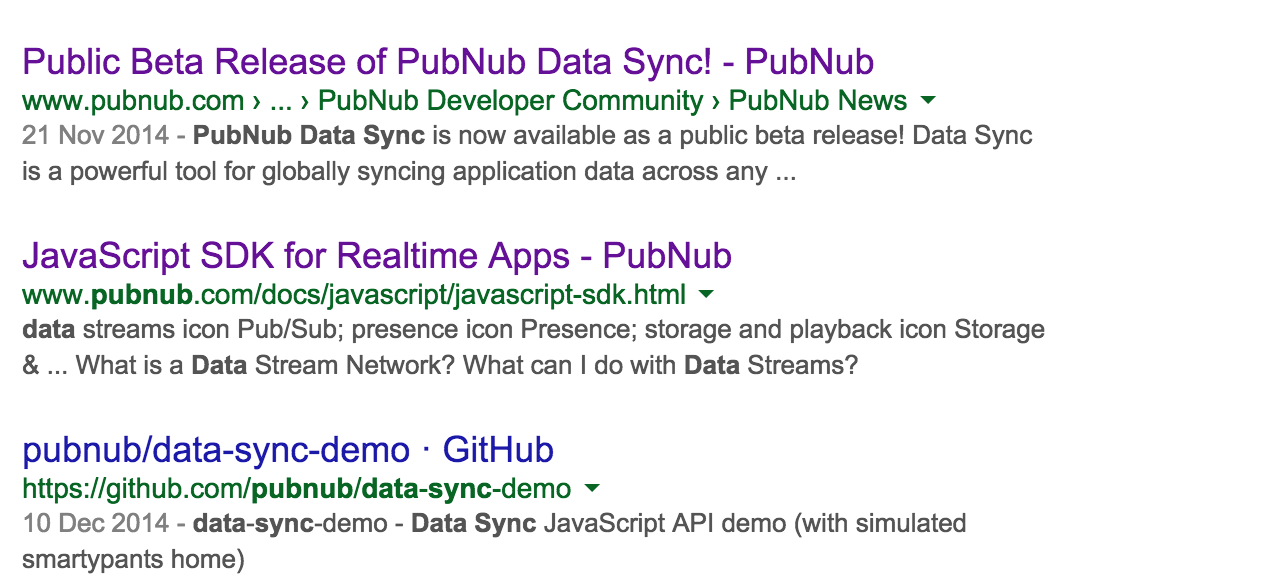 Public Beta Release of PubNub Data Sync! - PubNub
www.pubnub.com › ... › PubNub Developer Community › PubNub News
21 Nov 2014 - PubNub Data Sync is now available as a public beta release! Data Sync
is a powerful tool for globally syncing application data across any ...
JavaScript SDK for Realtime Apps - PubNub
www.pubnub.com/docs/javascript/javascript-sdk.html
data streams icon Pub/Sub; presence icon Presence; storage and playback icon Storage
& ... What is a Data Stream Network? What can I do with Data Streams?
pubnub/data-sync-demo · GitHub
https://github.com/pubnub/data-sync-demo
10 Dec 2014 - data-sync-demo - Data Sync JavaScript API demo (with simulated
smartypants home)